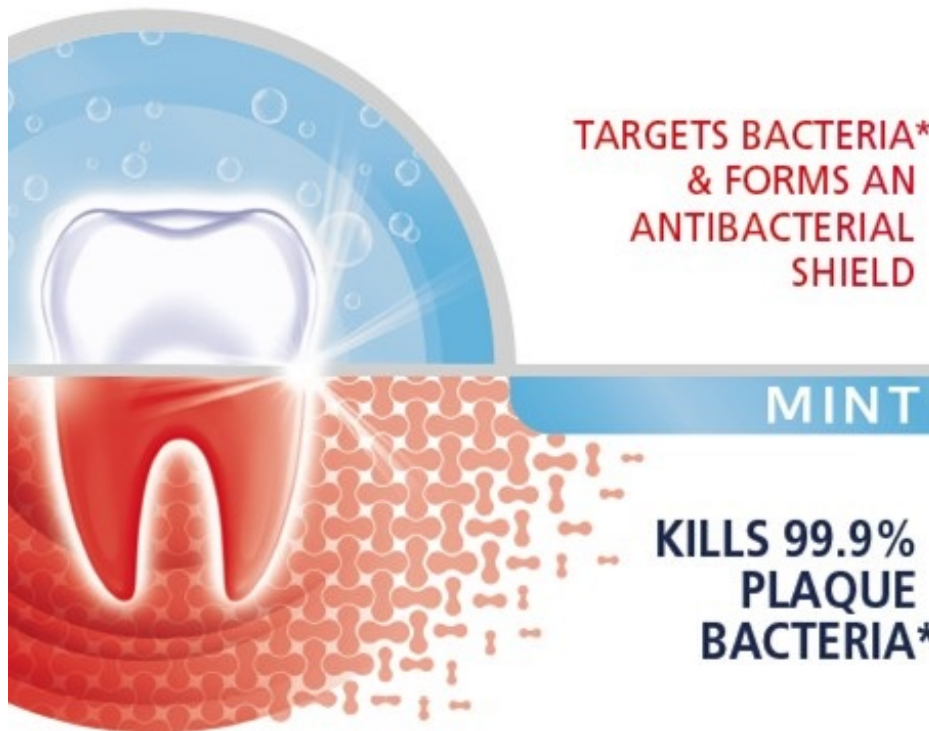 TARGETS BACTERIA*
& FORMS AN
ANTIBACTERIAL
SHIELD
MINT
KILLS 99.9%
PLAQUE
BACTERIA*